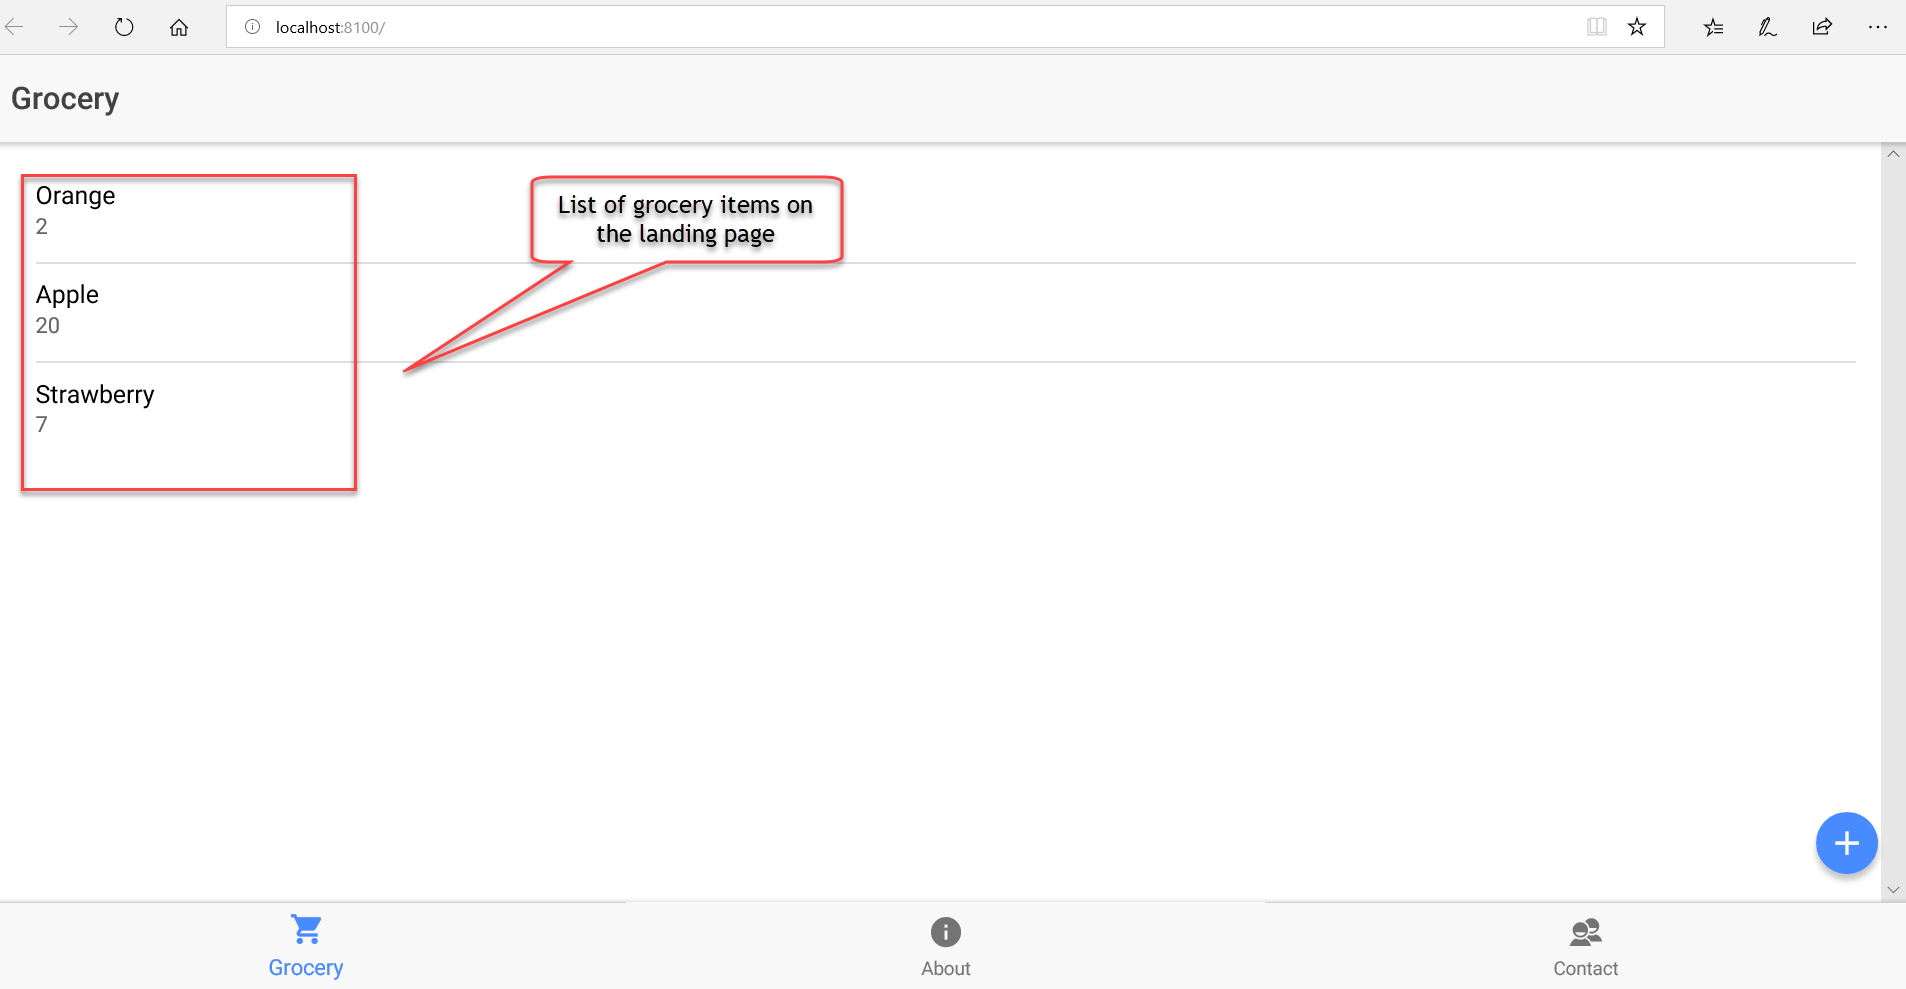 localhost:8100/
Grocery
Orange
2
List of grocery items on
the landing page
Apple
20
Strawberry
7
Grocery
About
Contact